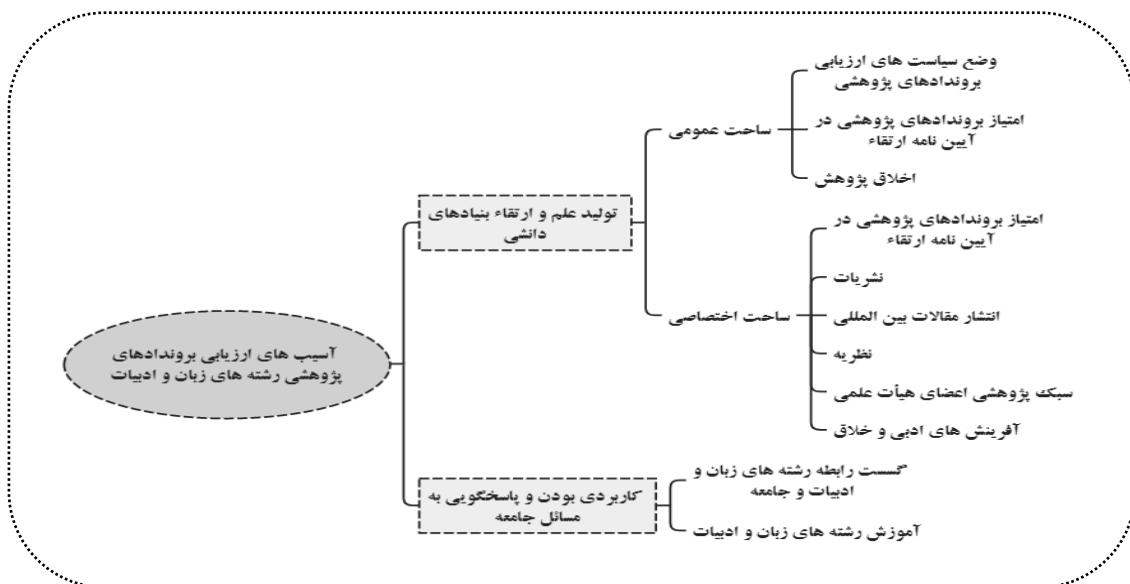 وضع سیاست های ارزیابی
بروندادهای پژوهشی
امتیاز بروندادهای پژوهشی در
آیین نامه ارتقاء
اخلاق پژوهش
ساحت عمومی
تولید علم و ارتقاء بنیادهای
دانشی
امتیاز بروندادهای پژوهشی در
آیین نامه ارتقاء
نشریات
انتشار مقالات بین المللی
نظریه
سبک پژوهشی اعضای هیأت علمی
آفرینش های ادبی و خلاق
ساحت اختصاصی
آسیب های ارزیابی بروندادهای
پژوهشی رشته های زبان و ادبیات
گسست رابطه رشته های زبان و
ادبیات و جامعه
آموزش رشته های زبان و ادبیات
کاربردی بودن و پاسخگویی به
مسائل جامعه